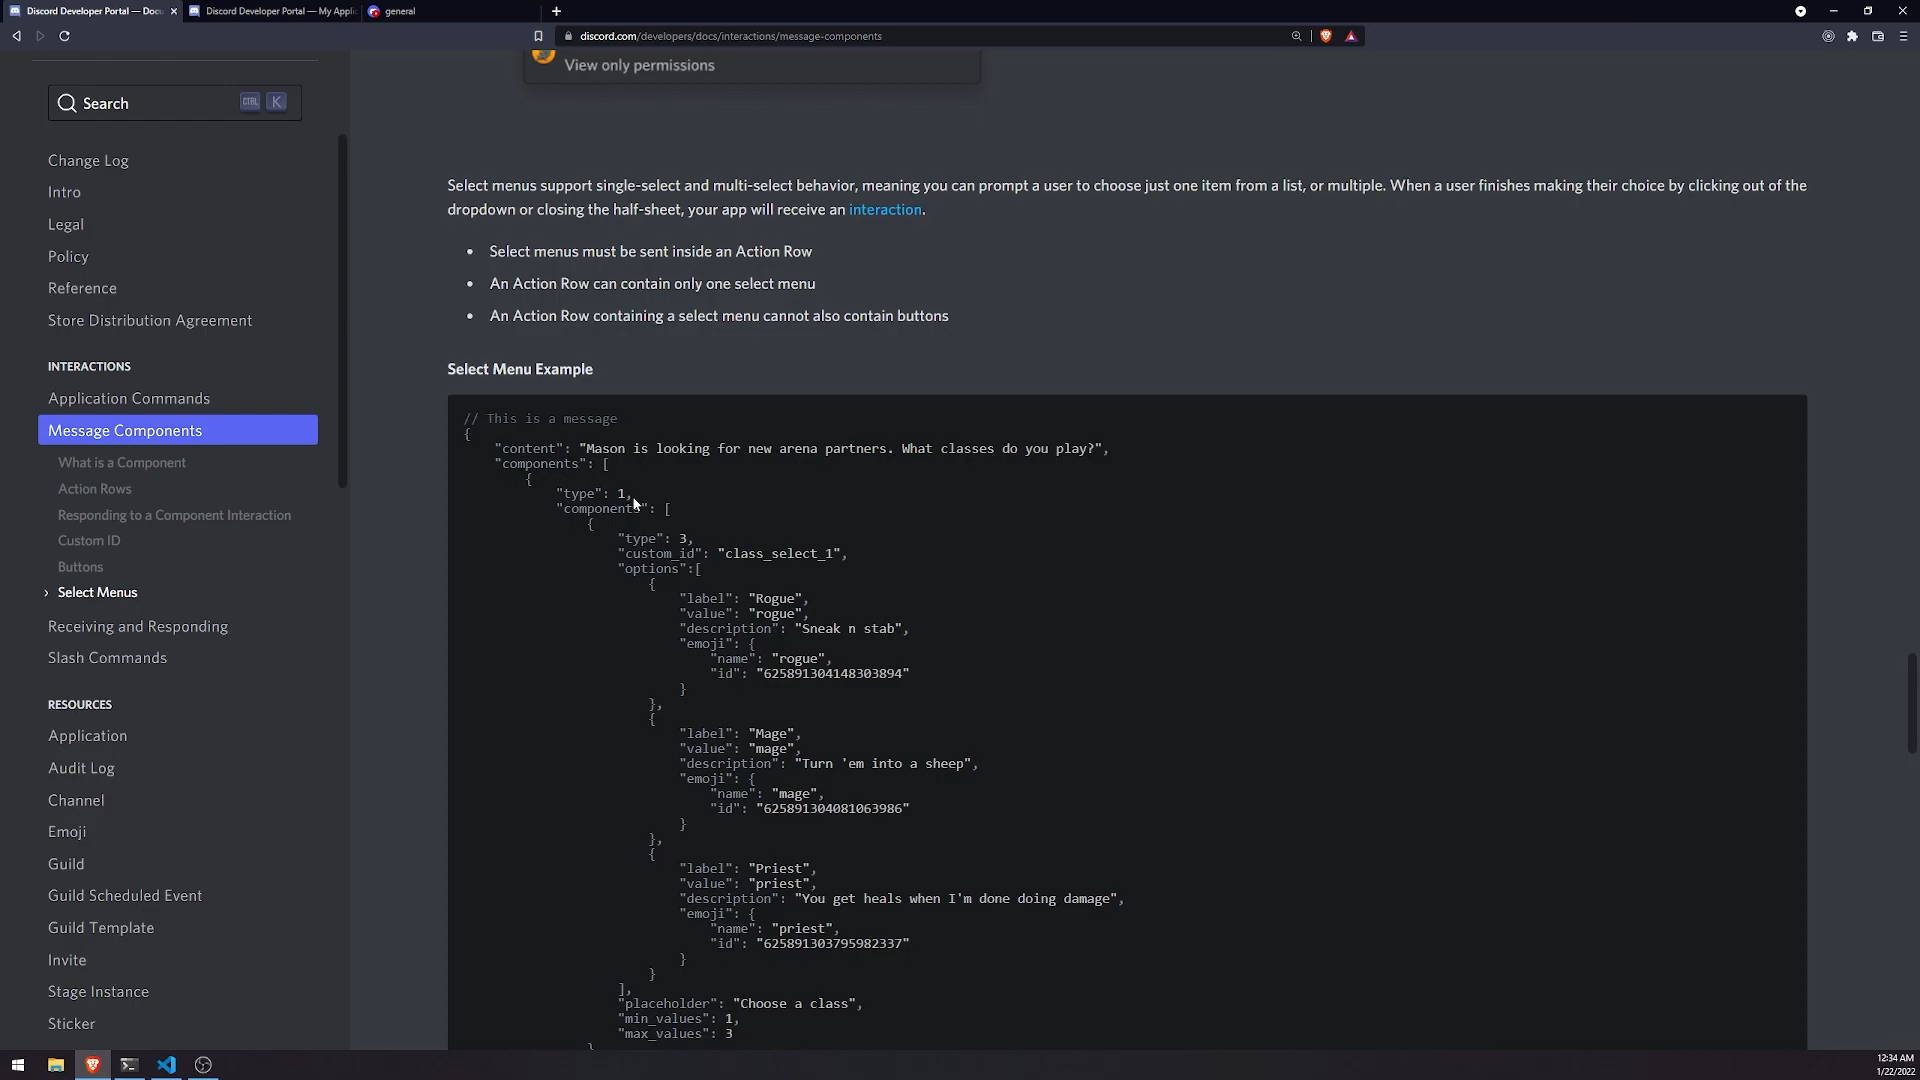 Discord Developer Portal — Docu
Discord Developer Portal — My Applic
general
discord.com/developers/docs/interactions/message-components
View only permissions
Search
CTRL K
Change Log
Intro
Legal
Policy
Reference
Store Distribution Agreement
INTERACTIONS
Application Commands
Message Components
What is a Component
Action Rows
Responding to a Component Interaction
Custom ID
Buttons
Select Menus
Receiving and Responding
Slash Commands
RESOURCES
Application
Audit Log
Channel
Emoji
Guild
Guild Scheduled Event
Guild Template
Invite
Stage Instance
Sticker
Select menus support single-select and multi-select behavior, meaning you can prompt a user to choose just one item from a list, or multiple. When a user finishes making their choice by clicking out of the
dropdown or closing the half-sheet, your app will receive an interaction.
• Select menus must be sent inside an Action Row
• An Action Row can contain only one select menu
• An Action Row containing a select menu cannot also contain buttons
Select Menu Example
// This is a message
{
"content": "Mason is looking for new arena partners. What classes do you play?",
"components": [
{
"type": 1,
"components": [
{
"type": 3,
"custom_id": "class_select_1",
"options":[
{
"label": "Rogue",
"value": "rogue",
"description": "Sneak n stab",
"emoji": {
"name": "rogue",
"id": "625891304148303894"
}
},
{
"label": "Mage",
"value": "mage",
"description": "Turn 'em into a sheep",
"emoji": {
"name": "mage",
"id": "625891304081063986"
}
},
{
"label": "Priest",
"value": "priest",
"description": "You get heals when I'm done doing damage",
"emoji": {
"name": "priest",
"id": "625891303795982337"
}
}
],
"placeholder": "Choose a class",
"min_values": 1,
"max_values": 3
}
12:34 AM
1/22/2022